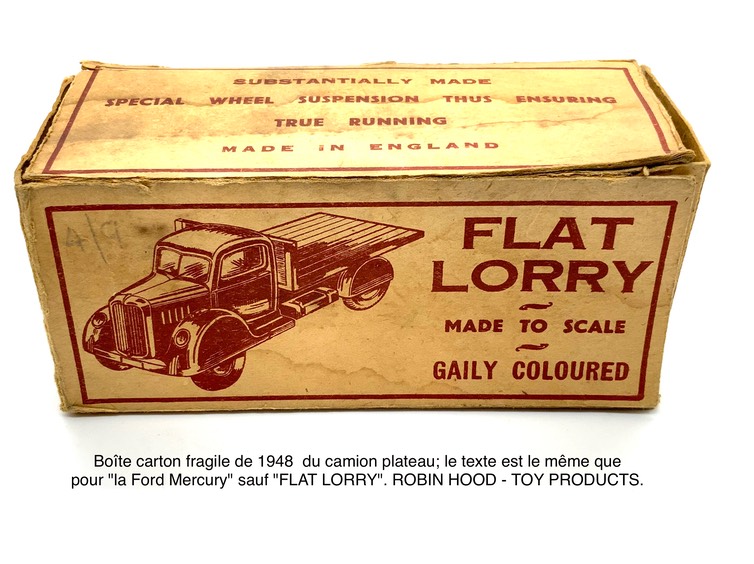 SUBSTANTIALLY MADE
SPECIAL WHEEL SUSPENSION THUS ENSURING
TRUE RUNNING
MADE IN ENGLAND
4/9
FLAT
LORRY
MADE TO SCALE
GAILY COLOURED
Boîte carton fragile de 1948 du camion plateau; le texte est le même que
pour "la Ford Mercury" sauf "FLAT LORRY". ROBIN HOOD - TOY PRODUCTS.